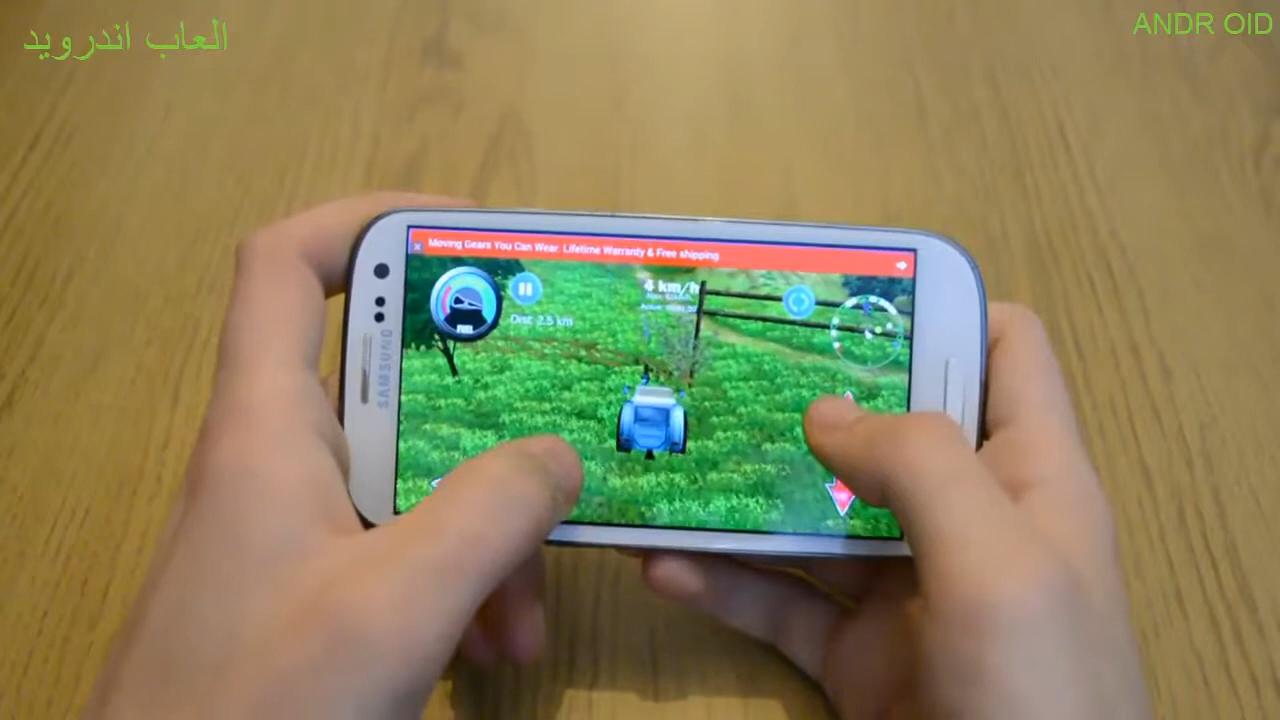 العاب اندرويد
ANDR OID
SAMSUNG
Moving Gears You Can Wear. Lifetime Warranty & Free shipping
4 km/h
FUEL
Dist: 2.5 km